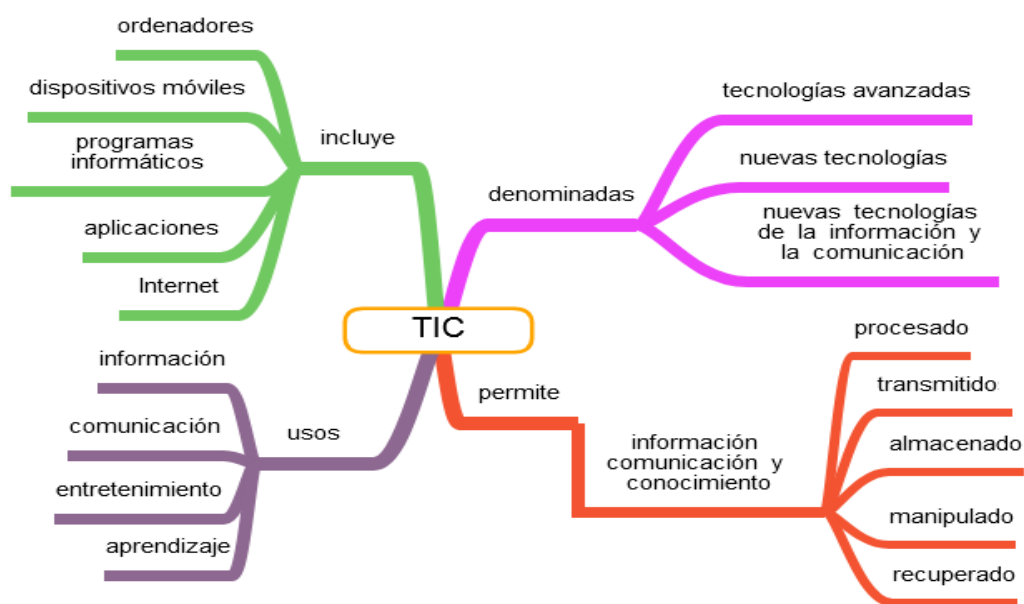 ordenadores
dispositivos móviles
programas
informáticos
aplicaciones
Internet
incluye
denominadas
tecnologías avanzadas
nuevas tecnologías
nuevas tecnologías
de la información y
la comunicación
TIC
información
comunicación
entretenimiento
aprendizaje
usos
permite
información
comunicación y
conocimiento
procesado
transmitido
almacenado
manipulado
recuperado